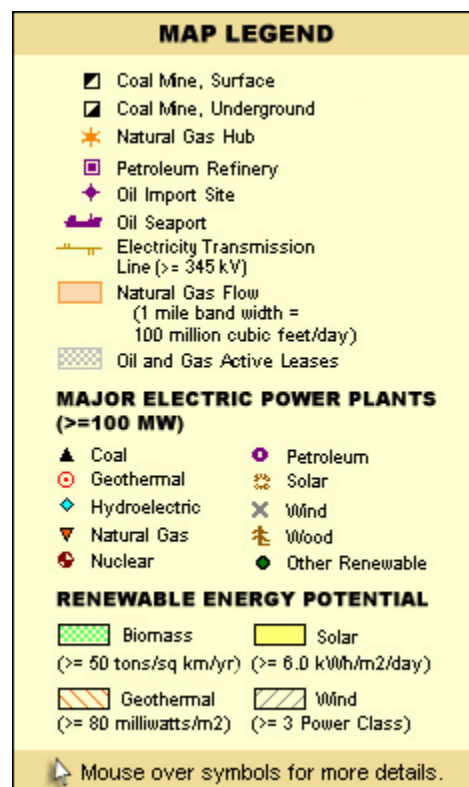 MAP LEGEND
Coal Mine, Surface
Coal Mine, Underground
Natural Gas Hub
Petroleum Refinery
Oil Import Site
Oil Seaport
Electricity Transmission
Line (>= 345 kV)
Natural Gas Flow
(1 mile band width =
100 million cubic feet/day)
Oil and Gas Active Leases
MAJOR ELECTRIC POWER PLANTS
(>=100 MW)
Coal Petroleum
Geothermal Solar
Hydroelectric Wind
Natural Gas Wood
Nuclear Other Renewable
RENEWABLE ENERGY POTENTIAL
Biomass Solar
(>= 50 tons/sq km/yr) (>= 6.0 kWh/m2/day)
Geothermal Wind
(>= 80 milliwatts/m2) (>= 3 Power Class)
Mouse over symbols for more details.